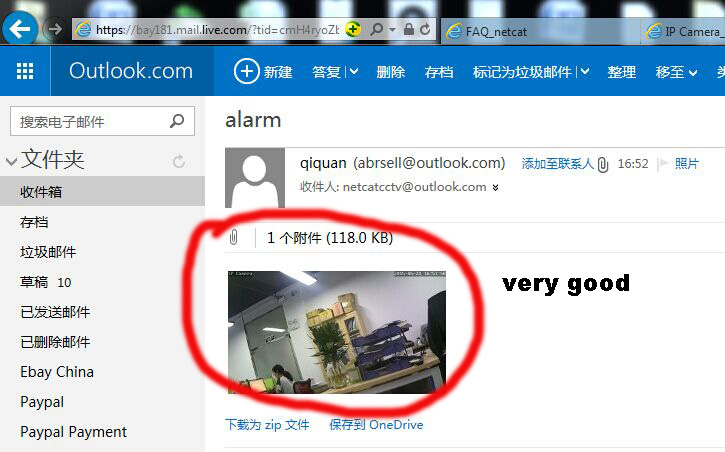 https://bay181.mail.live.com/?tid=cmH4ryoZb
FAQ_netcat
IP Camera_
Outlook.com
新建
答复
删除
存档
标记为垃圾邮件
整理
移至
搜索电子邮件
alarm
文件夹
qiquan (abrsell@outlook.com)
添加至联系人
16:52
照片
收件人: netcatcctv@outlook.com
收件箱
存档
垃圾邮件
草稿 10
已发送邮件
已删除邮件
Ebay China
Paypal
Paypal Payment
1 个附件 (118.0 KB)
IP Camera
very good
下载为 zip 文件
保存到 OneDrive